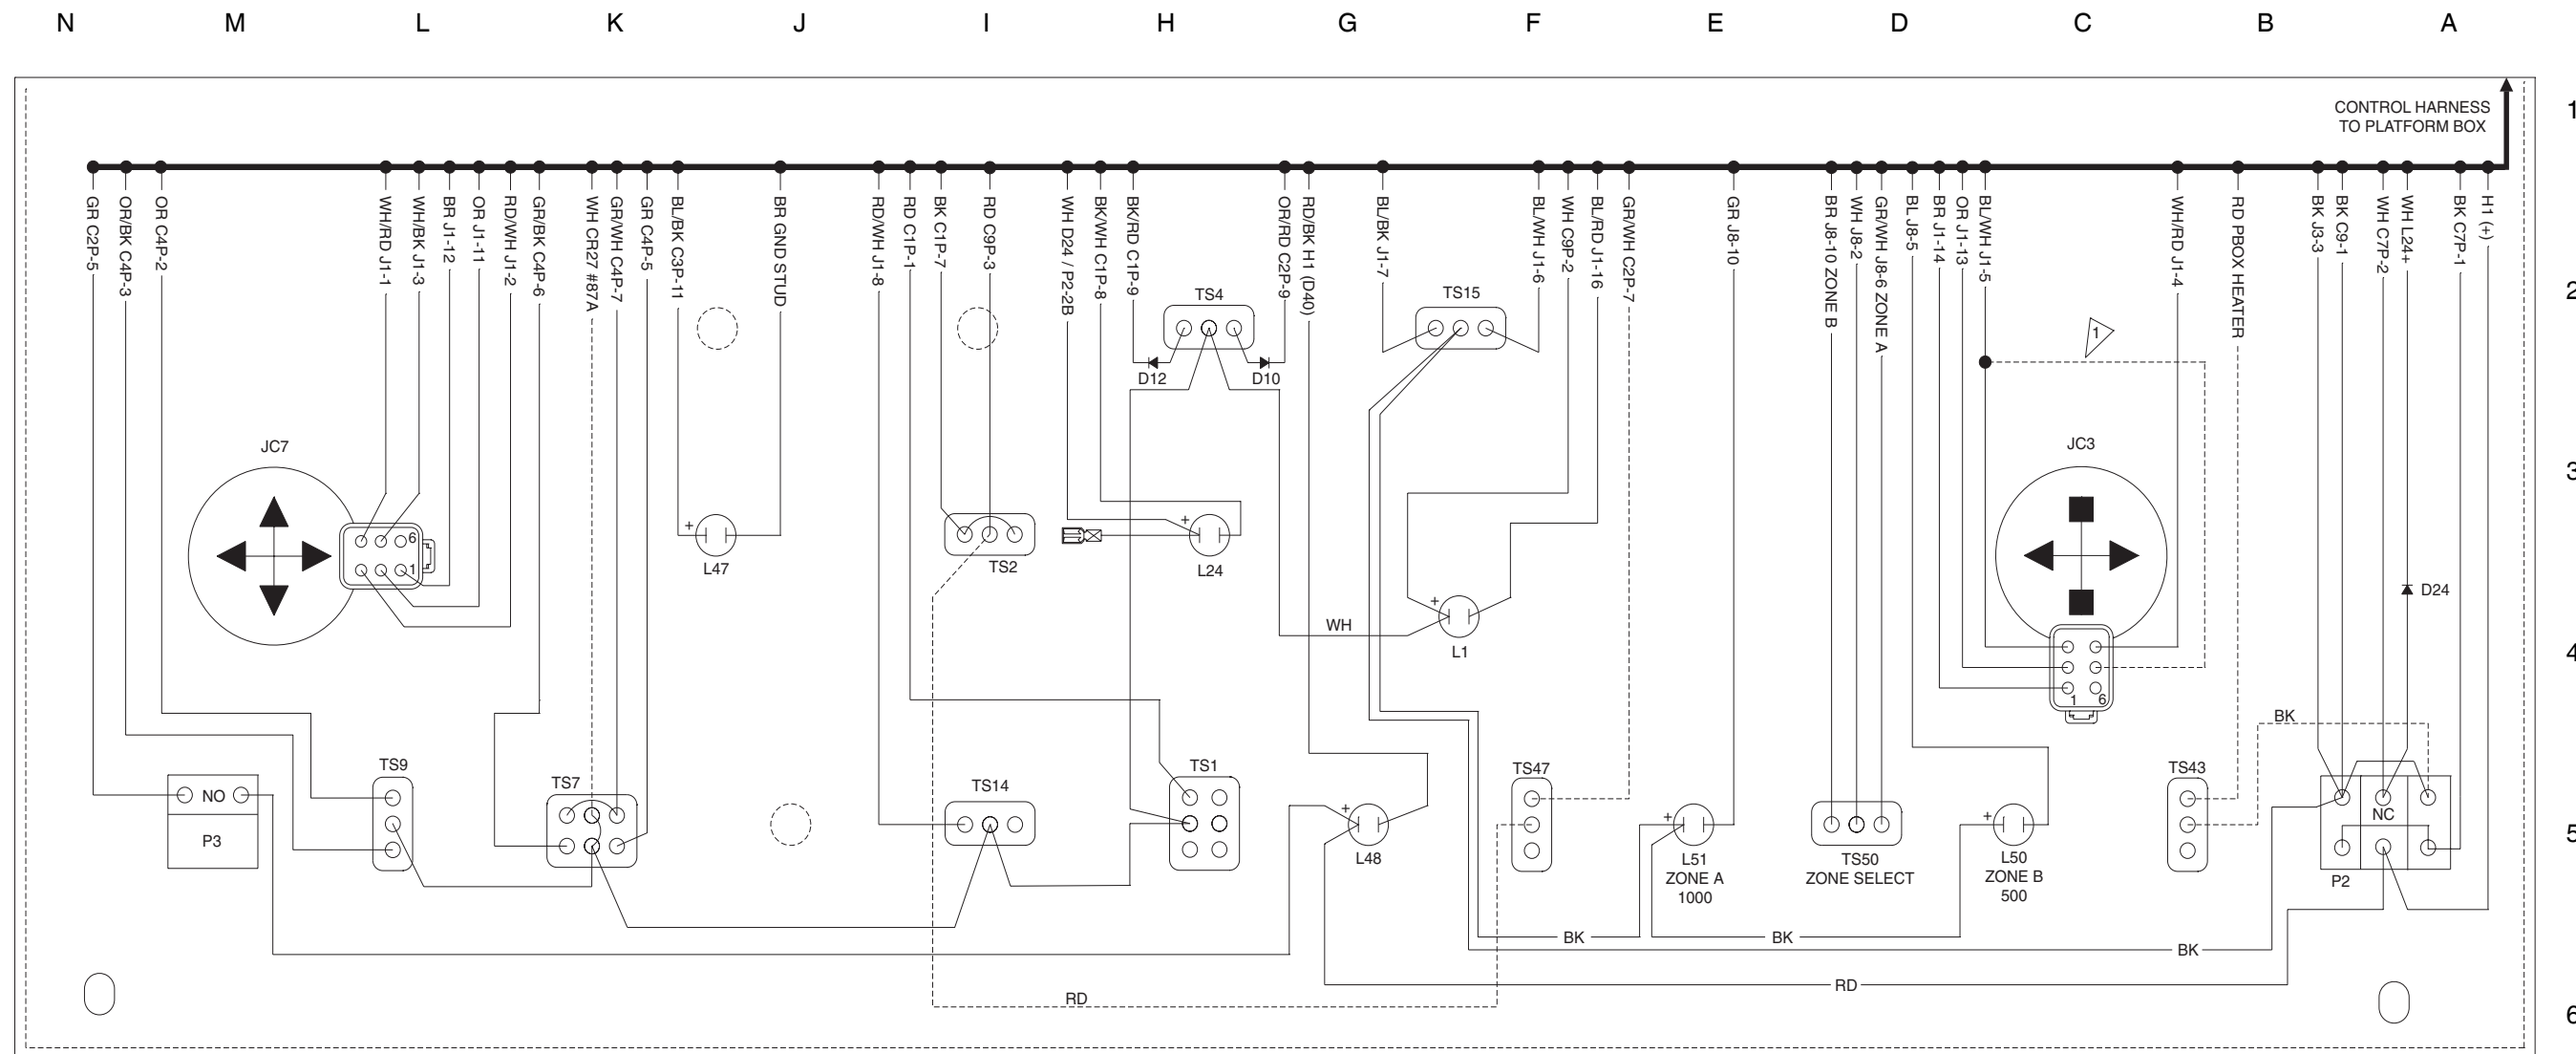 N M L K J I H G F E D C B A
1
CONTROL HARNESS
TO PLATFORM BOX
GR C2P-5
OR/BK C4P-3
OR C4P-2
WH/RD J1-1
WH/BK J1-3
BR J1-12
OR J1-11
RD/WH J1-2
GR/BK C4P-6
WH CR27 #87A
GR/WH C4P-7
GR C4P-5
BL/BK C3P-11
BR GND STUD
RD/WH J1-8
RD C1P-1
BK C1P-7
RD C9P-3
WH D24 / P2-2B
BK/WH C1P-8
BK/RD C1P-9
OR/RD C2P-9
RD/BK H1 (D40)
BL/BK J1-7
BL/WH J1-6
WH C9P-2
BL/RD J1-16
GR/WH C2P-7
GR J8-10
BR J8-10 ZONE B
WH J8-2
GR/WH J8-6 ZONE A
BL J8-5
BR J1-14
OR J1-13
BL/WH J1-5
WH/RD J1-4
RD PBOX HEATER
BK J3-3
BK C9-1
WH C7P-2
WH L24+
BK C7P-1
H1 (+)
2
TS4
TS15
1
D12
D10
JC7
JC3
3
6
1
+
L47
TS2
+
L24
D24
+
WH
L1
4
1 6
BK
TS9
TS7
TS14
TS1
TS47
TS43
NO
P3
+
L48
+
L51
ZONE A
1000
TS50
ZONE SELECT
+
L50
ZONE B
500
NC
P2
5
BK
BK
BK
RD
RD
6